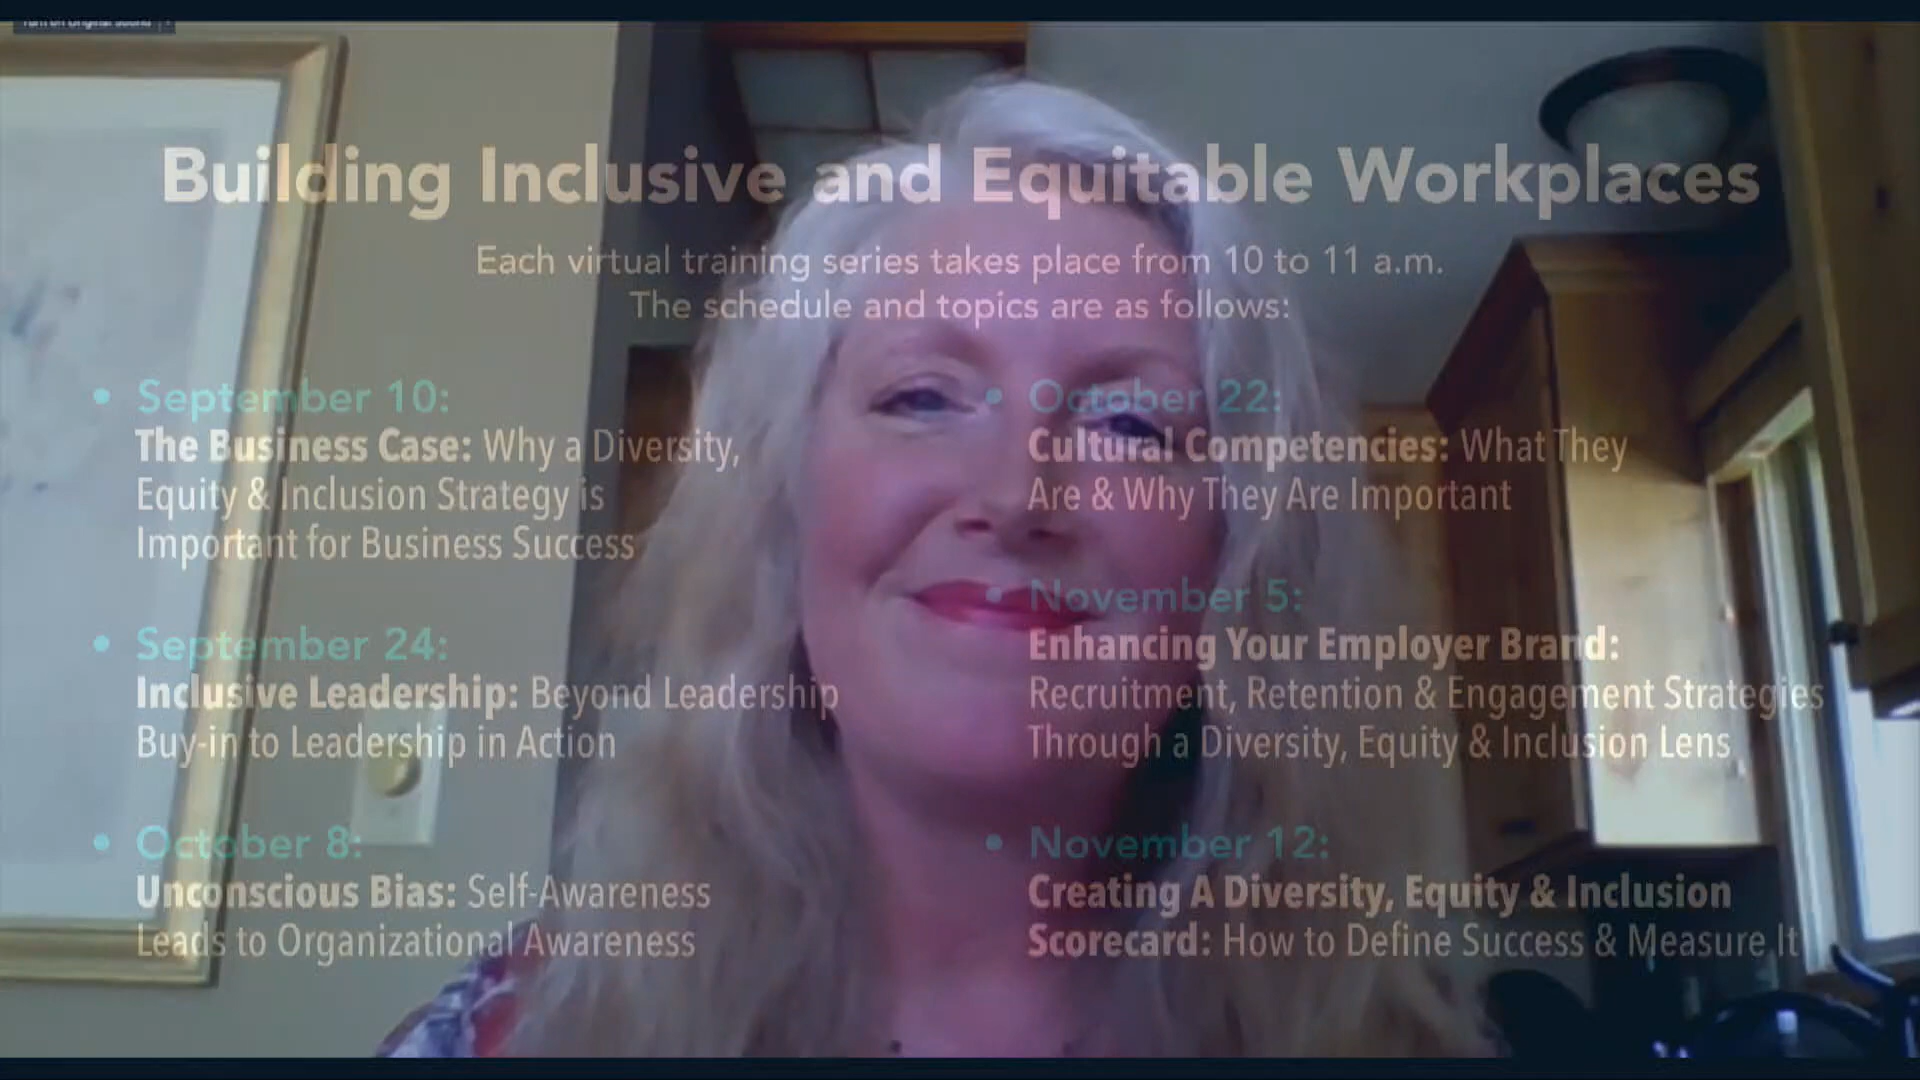 Turn on Original Sound
Building Inclusive and Equitable Workplaces
Each virtual training series takes place from 10 to 11 a.m.
The schedule and topics are as follows:
• September 10:
The Business Case: Why a Diversity,
Equity & Inclusion Strategy is
Important for Business Success
• September 24:
Inclusive Leadership: Beyond Leadership
Buy-in to Leadership in Action
• October 8:
Unconscious Bias: Self-Awareness
Leads to Organizational Awareness
• October 22:
Cultural Competencies: What They
Are & Why They Are Important
• November 5:
Enhancing Your Employer Brand:
Recruitment, Retention & Engagement Strategies
Through a Diversity, Equity & Inclusion Lens
• November 12:
Creating A Diversity, Equity & Inclusion
Scorecard: How to Define Success & Measure It